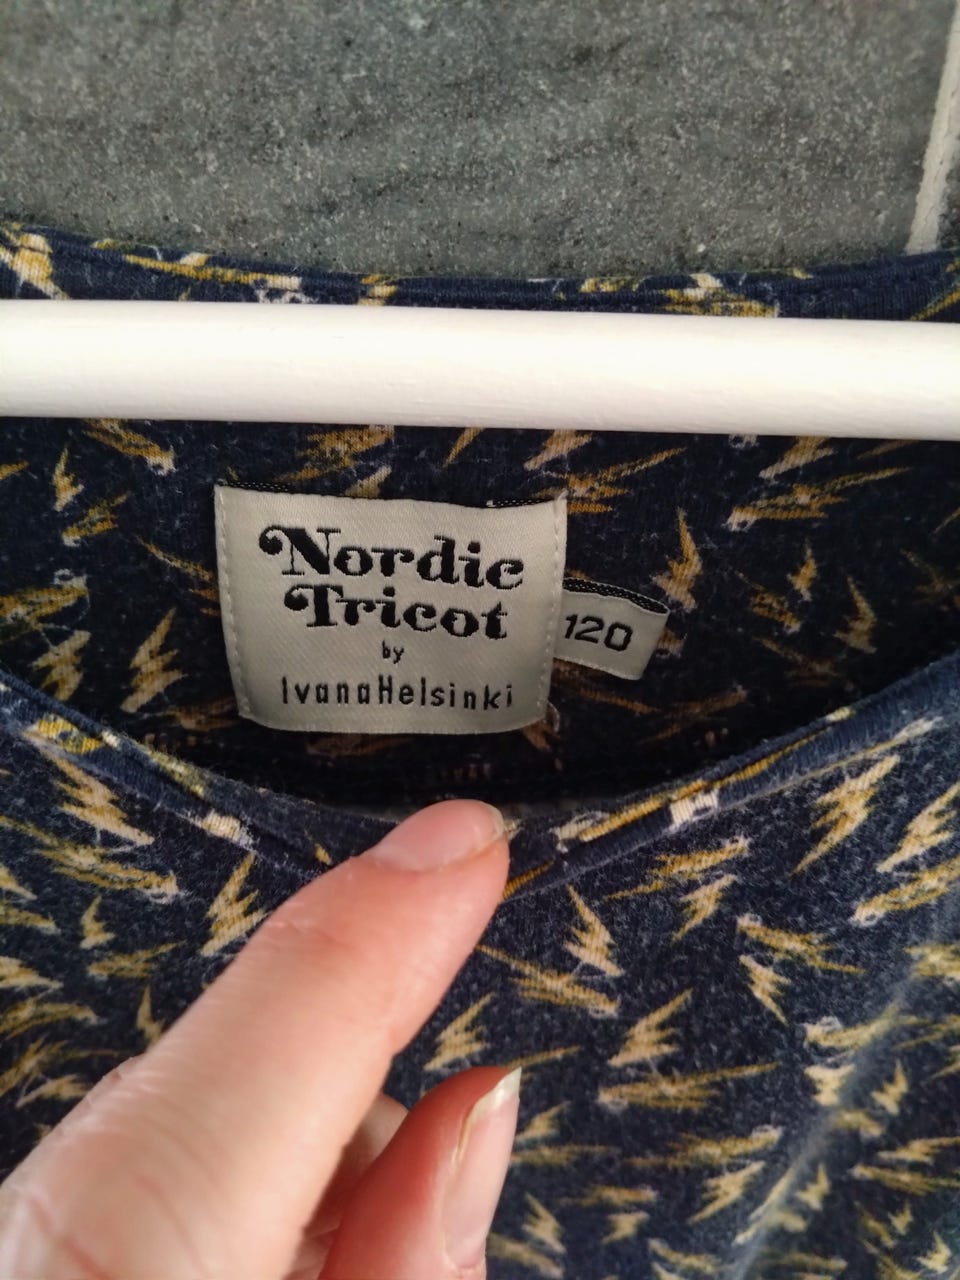 Nordic
Tricot
by
IvanaHelsinki
120